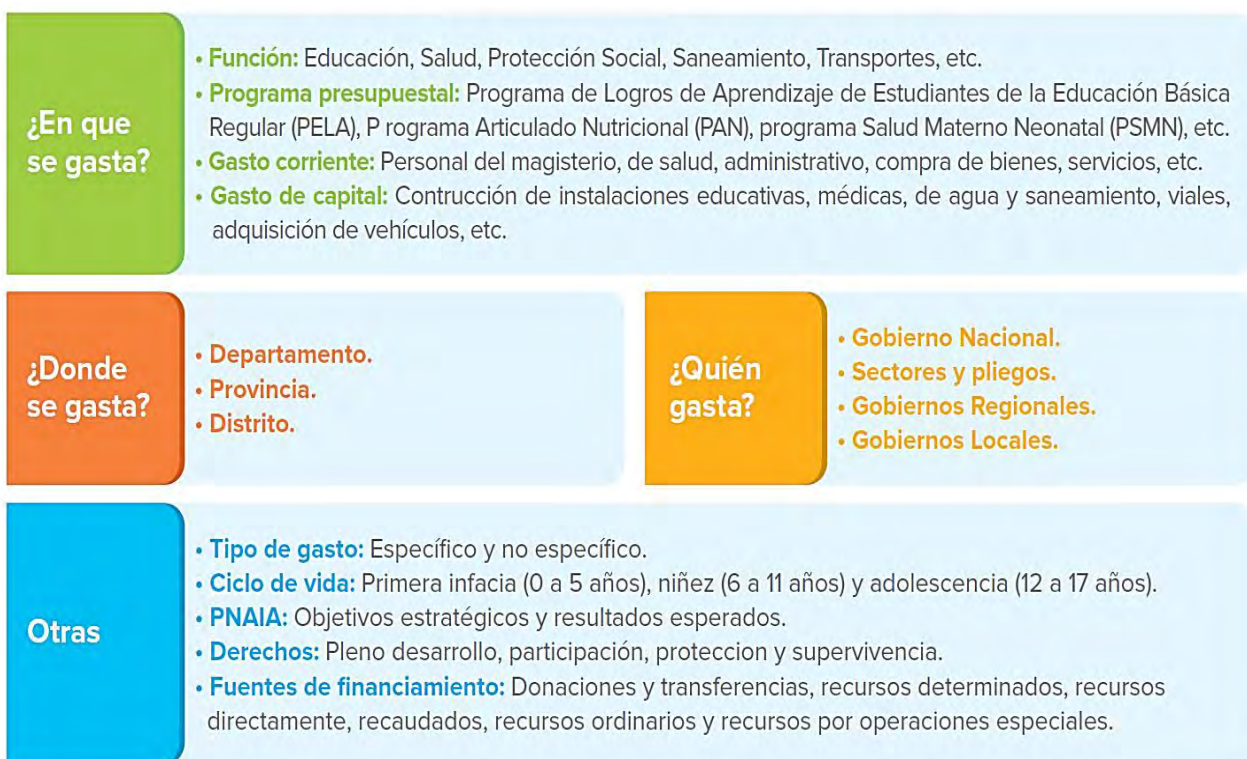 ¿En que
se gasta?
• Función: Educación, Salud, Protección Social, Saneamiento, Transportes, etc.
• Programa presupuestal: Programa de Logros de Aprendizaje de Estudiantes de la Educación Básica
Regular (PELA), P rograma Articulado Nutricional (PAN), programa Salud Materno Neonatal (PSMN), etc.
• Gasto corriente: Personal del magisterio, de salud, administrativo, compra de bienes, servicios, etc.
• Gasto de capital: Contrucción de instalaciones educativas, médicas, de agua y saneamiento, viales,
adquisición de vehículos, etc.
¿Donde
se gasta?
• Departamento.
• Provincia.
• Distrito.
¿Quién
gasta?
• Gobierno Nacional.
• Sectores y pliegos.
• Gobiernos Regionales.
• Gobiernos Locales.
Otras
• Tipo de gasto: Específico y no específico.
• Ciclo de vida: Primera infacia (0 a 5 años), niñez (6 a 11 años) y adolescencia (12 a 17 años).
• PNAIA: Objetivos estratégicos y resultados esperados.
• Derechos: Pleno desarrollo, participación, proteccion y supervivencia.
• Fuentes de financiamiento: Donaciones y transferencias, recursos determinados, recursos
directamente, recaudados, recursos ordinarios y recursos por operaciones especiales.